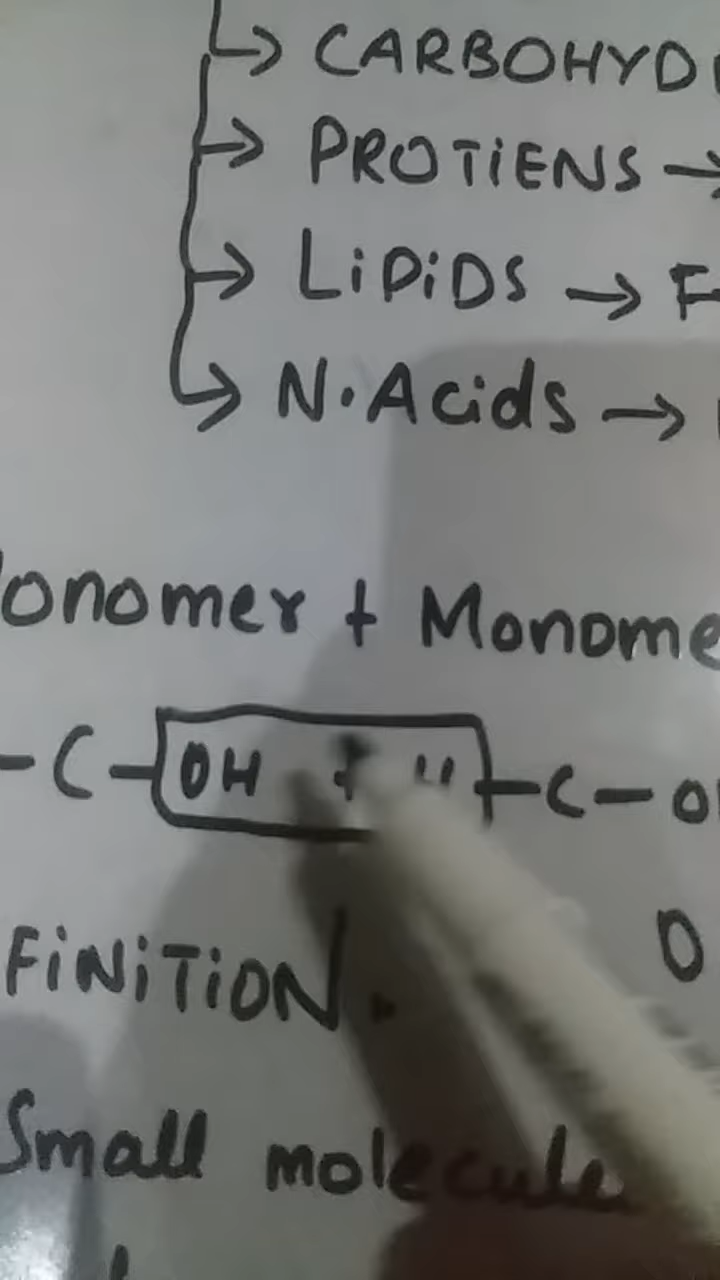 → CARBOHYD
→ PROTiENS →
→ LiPiDS → F
→ N.Acids →
onomer + Monome
- C - OH + H - C - O
FiNiTiON. D
Small molecule